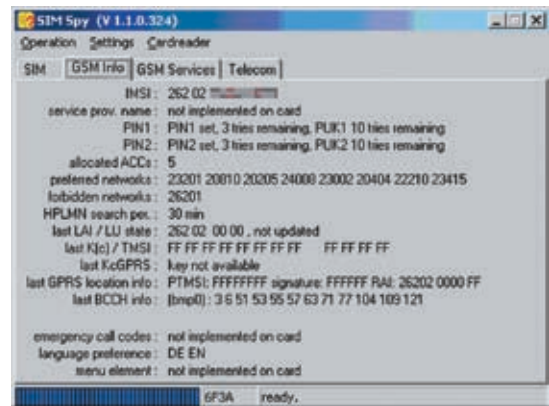 SIM Spy (V 1.1.0.324)
Operation Settings Cardreader
SIM GSM Info GSM Services Telecom
IMSI : 262 02
service prov. name : not implemented on card
PIN1 : PIN1 set, 3 tries remaining, PUK1 10 tries remaining
PIN2 : PIN2 set, 3 tries remaining, PUK2 10 tries remaining
allocated ACCs : 5
preferred networks : 23201 20810 20205 24008 23002 20404 22210 23415
forbidden networks : 26201
HPLMN search per. : 30 min
last LAI / LU state : 262 02 00 00 , not updated
last K(c) / TMSI : FF FF FF FF FF FF FF FF FF FF FF FF
last KcGPRS : key not available
last GPRS location info : PTMSI: FFFFFFFF signature: FFFFFF RAI: 26202 0000 FF
last BCCH info : (bmp0) : 3 6 51 53 55 57 63 71 77 104 109 121
emergency call codes : not implemented on card
language preference : DE EN
menu element : not implemented on card
6F3A ready.